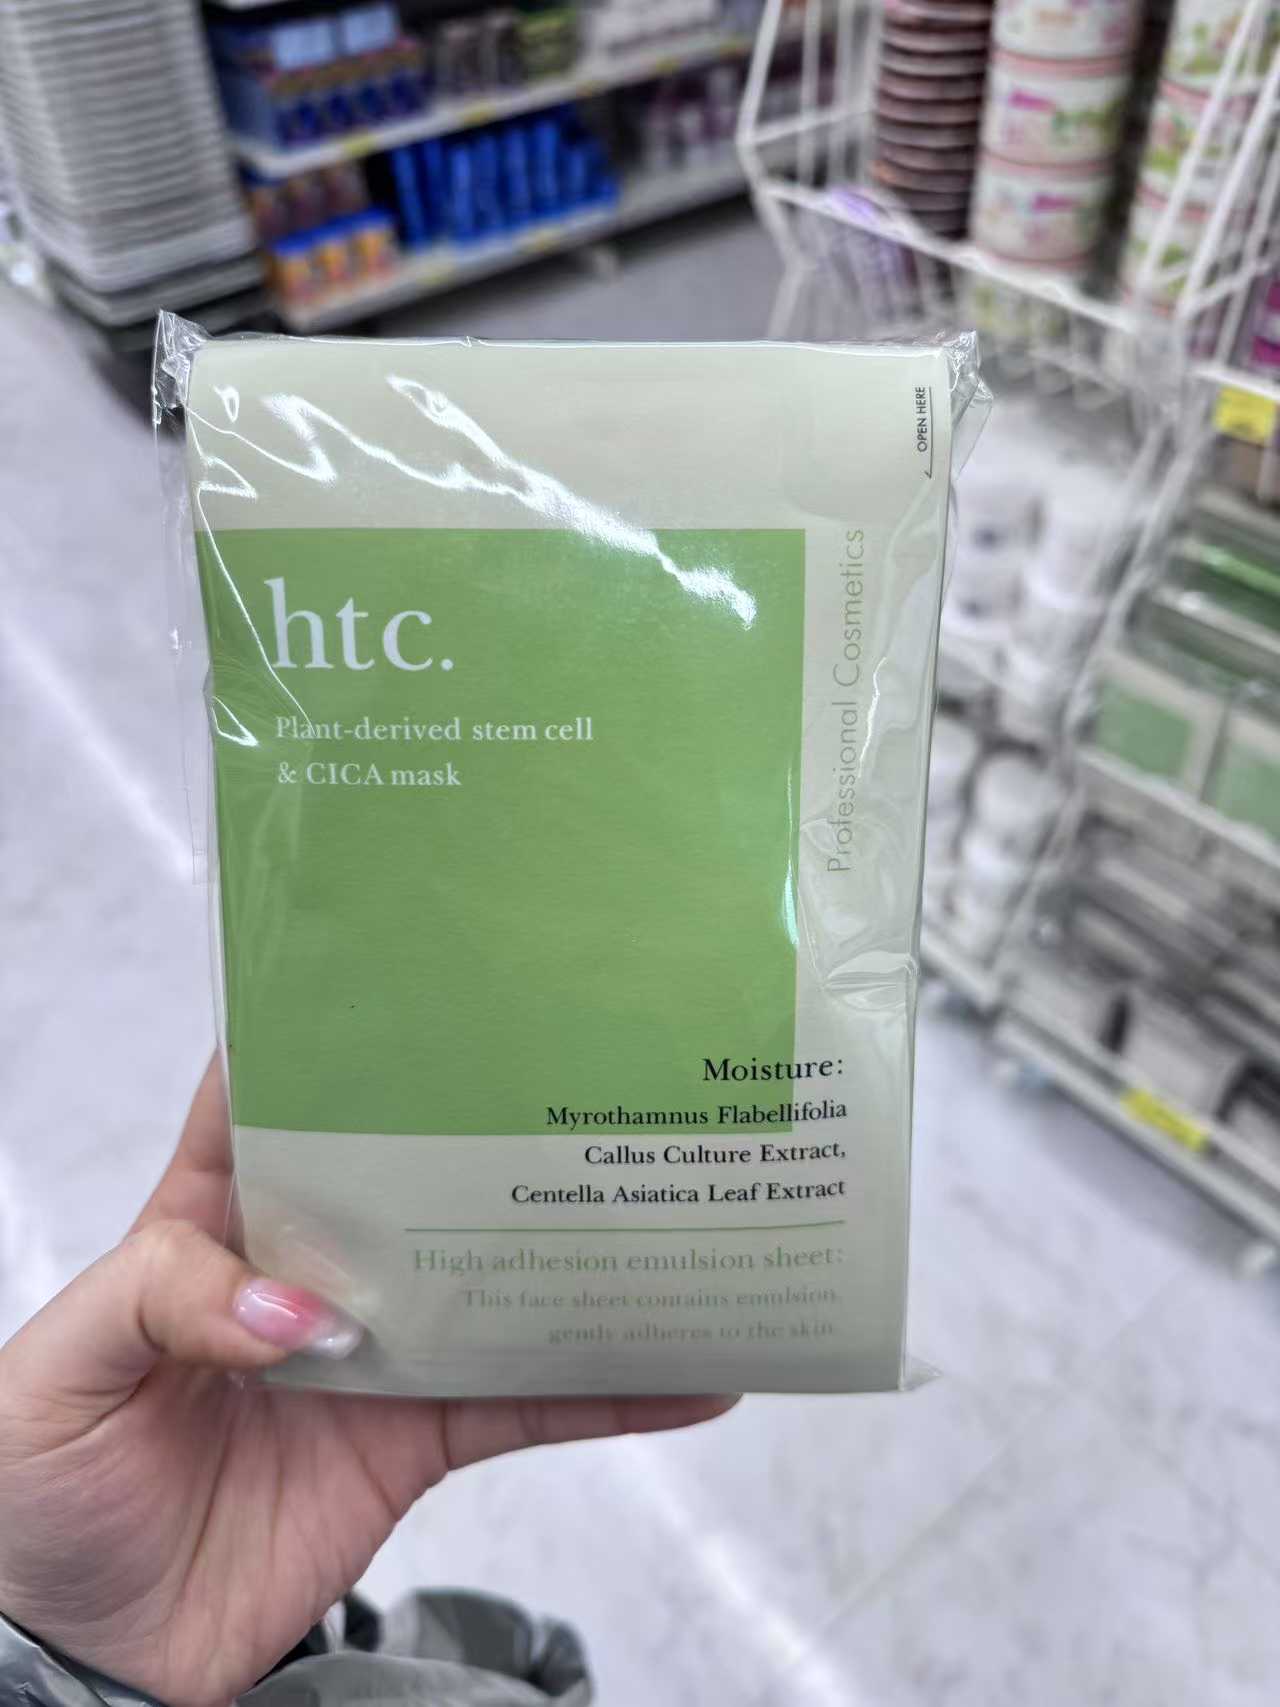 OPEN HERE
Professional Cosmetics
htc.
Plant-derived stem cell
& CICA mask
Moisture:
Myrothamnus Flabellifolia
Callus Culture Extract,
Centella Asiatica Leaf Extract
High adhesion emulsion sheet:
This face sheet contains emulsion,
gently adheres to the skin.